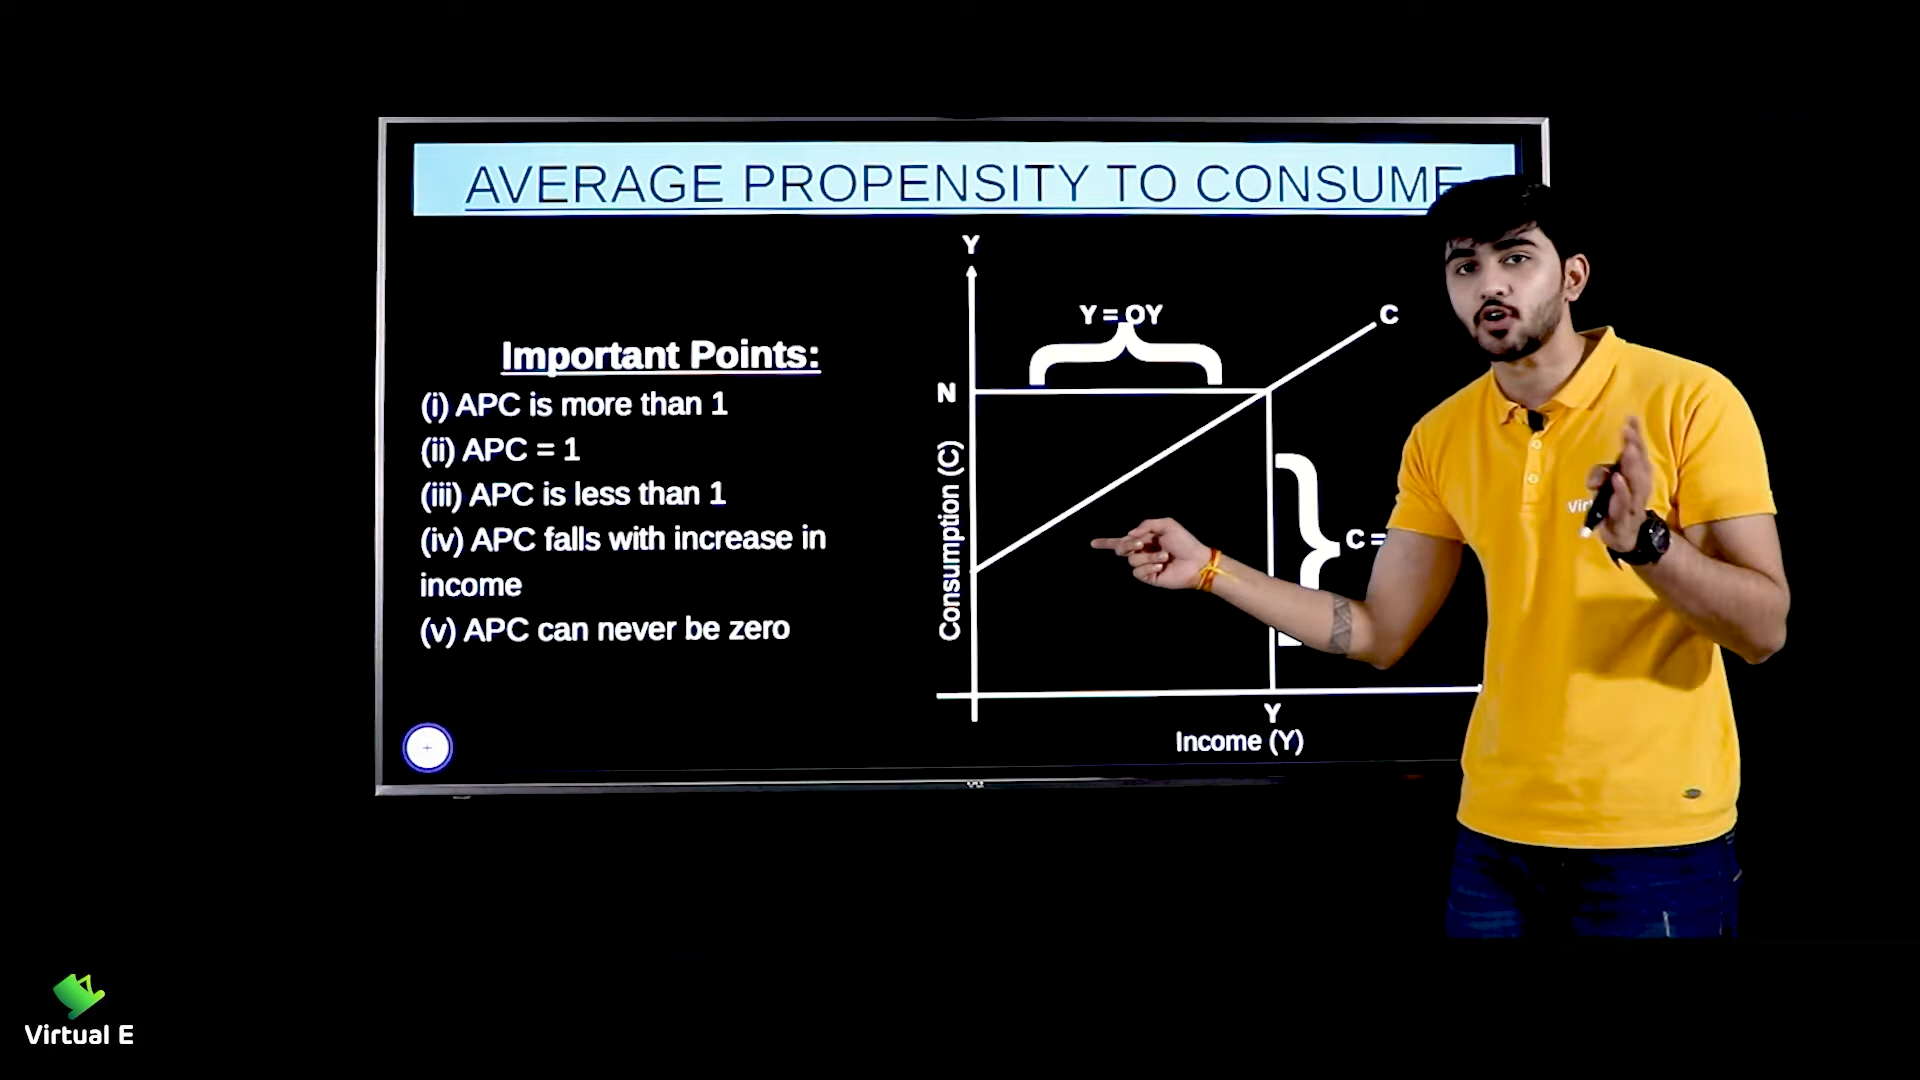 AVERAGE PROPENSITY TO CONSUME
Important Points:
(i) APC is more than 1
(ii) APC = 1
(iii) APC is less than 1
(iv) APC falls with increase in
income
(v) APC can never be zero
Y
Y = OY
C
N
Consumption (C)
C =
Y
Income (Y)
Virtual E